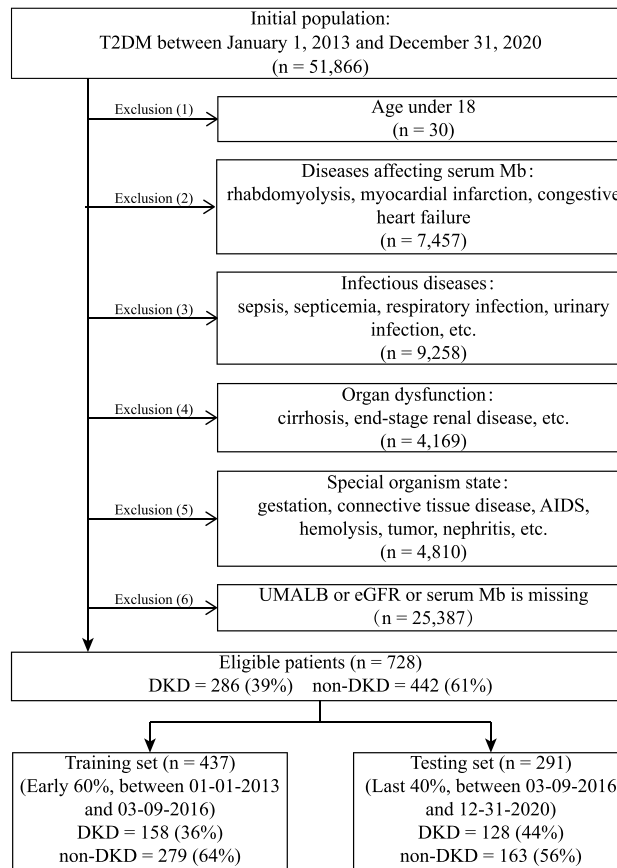 Initial population:
T2DM between January 1, 2013 and December 31, 2020
(n = 51,866)
Exclusion (1)
Age under 18
(n = 30)
Exclusion (2)
Diseases affecting serum Mb:
rhabdomyolysis, myocardial infarction, congestive
heart failure
(n = 7,457)
Exclusion (3)
Infectious diseases:
sepsis, septicemia, respiratory infection, urinary
infection, etc.
(n = 9,258)
Exclusion (4)
Organ dysfunction:
cirrhosis, end-stage renal disease, etc.
(n = 4,169)
Exclusion (5)
Special organism state:
gestation, connective tissue disease, AIDS,
hemolysis, tumor, nephritis, etc.
(n = 4,810)
Exclusion (6)
UMALB or eGFR or serum Mb is missing
(n = 25,387)
Eligible patients (n = 728)
DKD = 286 (39%) non-DKD = 442 (61%)
Training set (n = 437)
(Early 60%, between 01-01-2013
and 03-09-2016)
DKD = 158 (36%)
non-DKD = 279 (64%)
Testing set (n = 291)
(Last 40%, between 03-09-2016
and 12-31-2020)
DKD = 128 (44%)
non-DKD = 163 (56%)